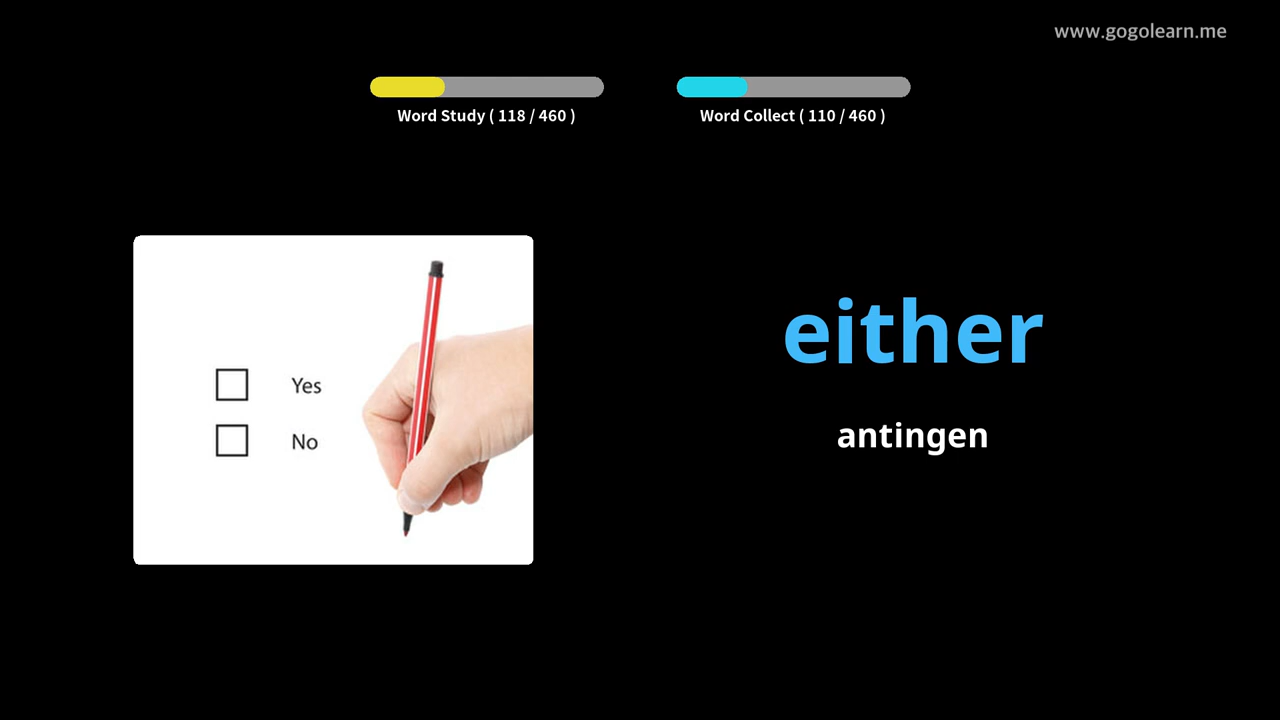 www.gogolearn.me
Word Study ( 118 / 460 )
Word Collect ( 110 / 460 )
Yes
No
either
antingen